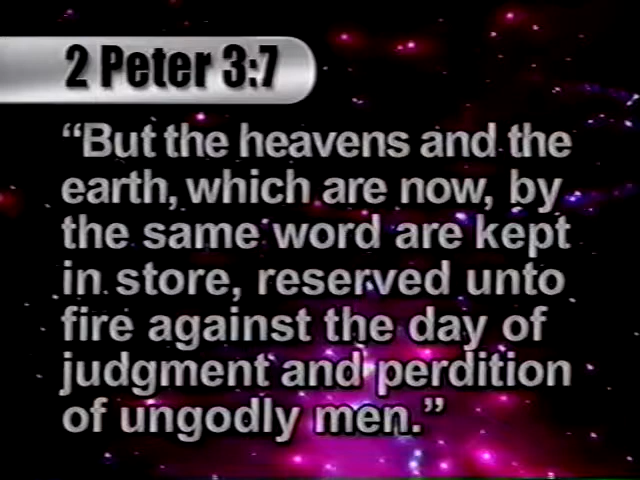 2 Peter 3:7
“But the heavens and the
earth, which are now, by
the same word are kept
in store, reserved unto
fire against the day of
judgment and perdition
of ungodly men.”